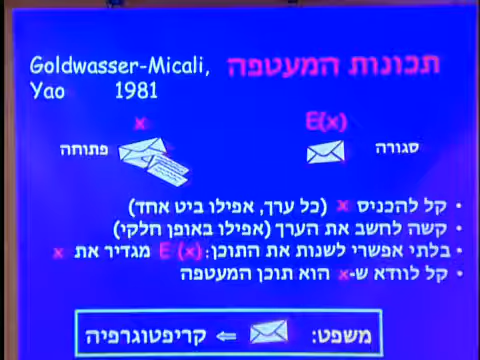 תכונות המעטפה
Goldwasser-Micali,
Yao 1981
x
E(x)
פתוחה
סגורה
• קל להכניס x (כל ערך, אפילו ביט אחד)
• קשה לחשב את הערך (אפילו באופן חלקי)
• בלתי אפשרי לשנות את התוכן: E(x) מגדיר את x
• קל לוודא ש-x הוא תוכן המעטפה
משפט: ⇐ קריפטוגרפיה